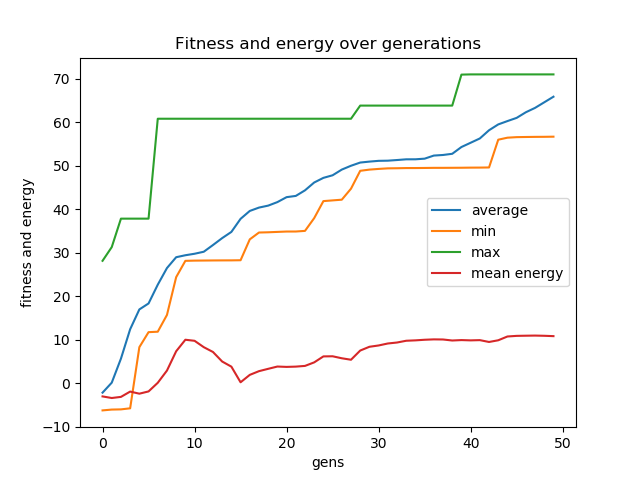 Fitness and energy over generations
fitness and energy
70
60
50
40
30
20
10
0
−10
average
min
max
mean energy
0 10 20 30 40 50
gens